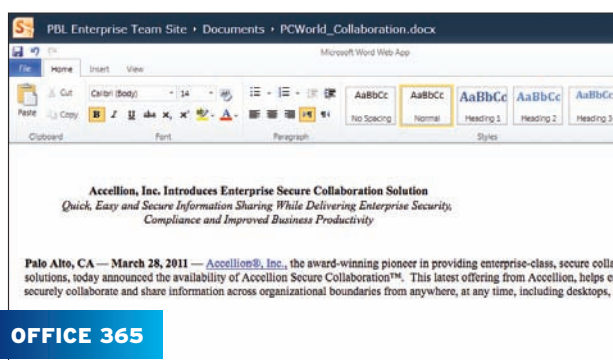 PBL Enterprise Team Site › Documents › PCWorld_Collaboration.docx
Microsoft Word Web App
File Home Insert View
Paste Cut Copy
Calibri (Body) 14
B I U abc x, x² A
AaBbCc AaBbCc AaBbCc AaBbCc AaBbCc
No Spacing Normal Heading 1 Heading 2 Heading 3
Clipboard Font Paragraph Styles
Accellion, Inc. Introduces Enterprise Secure Collaboration Solution
Quick, Easy and Secure Information Sharing While Delivering Enterprise Security,
Compliance and Improved Business Productivity
Palo Alto, CA — March 28, 2011 — Accellion®, Inc., the award-winning pioneer in providing enterprise-class, secure colla
solutions, today announced the availability of Accellion Secure Collaboration™. This latest offering from Accellion, helps e
securely collaborate and share information across organizational boundaries from anywhere, at any time, including desktops,
OFFICE 365